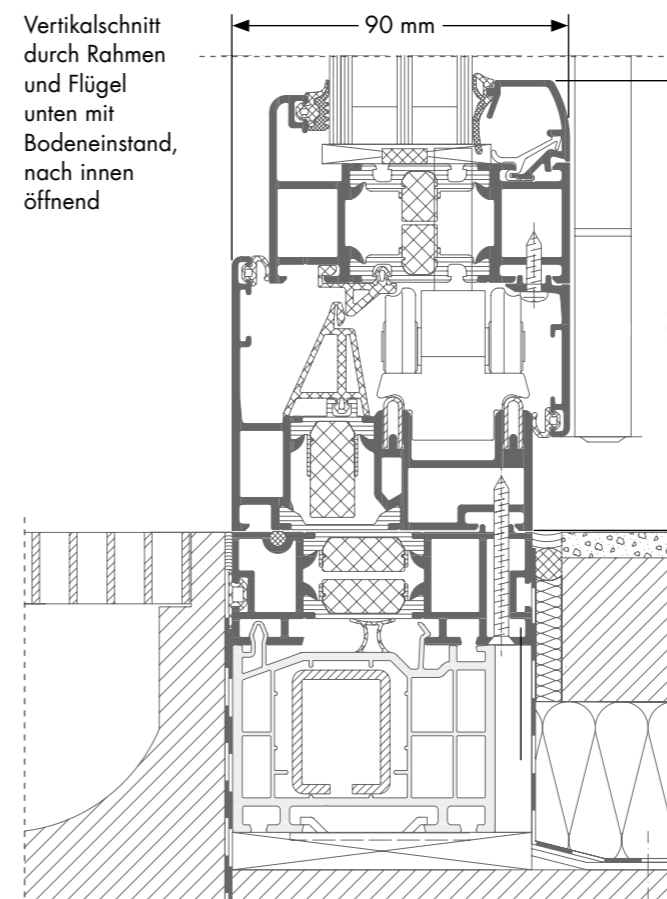 Vertikalschnitt
durch Rahmen
und Flügel
unten mit
Bodeneinstand,
nach innen
öffnend
90 mm